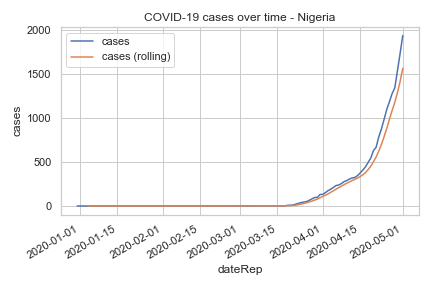 COVID-19 cases over time - Nigeria
cases
cases (rolling)
2000
1500
1000
500
0
cases
2020-01-01
2020-01-15
2020-02-01
2020-02-15
2020-03-01
2020-03-15
2020-04-01
2020-04-15
2020-05-01
dateRep